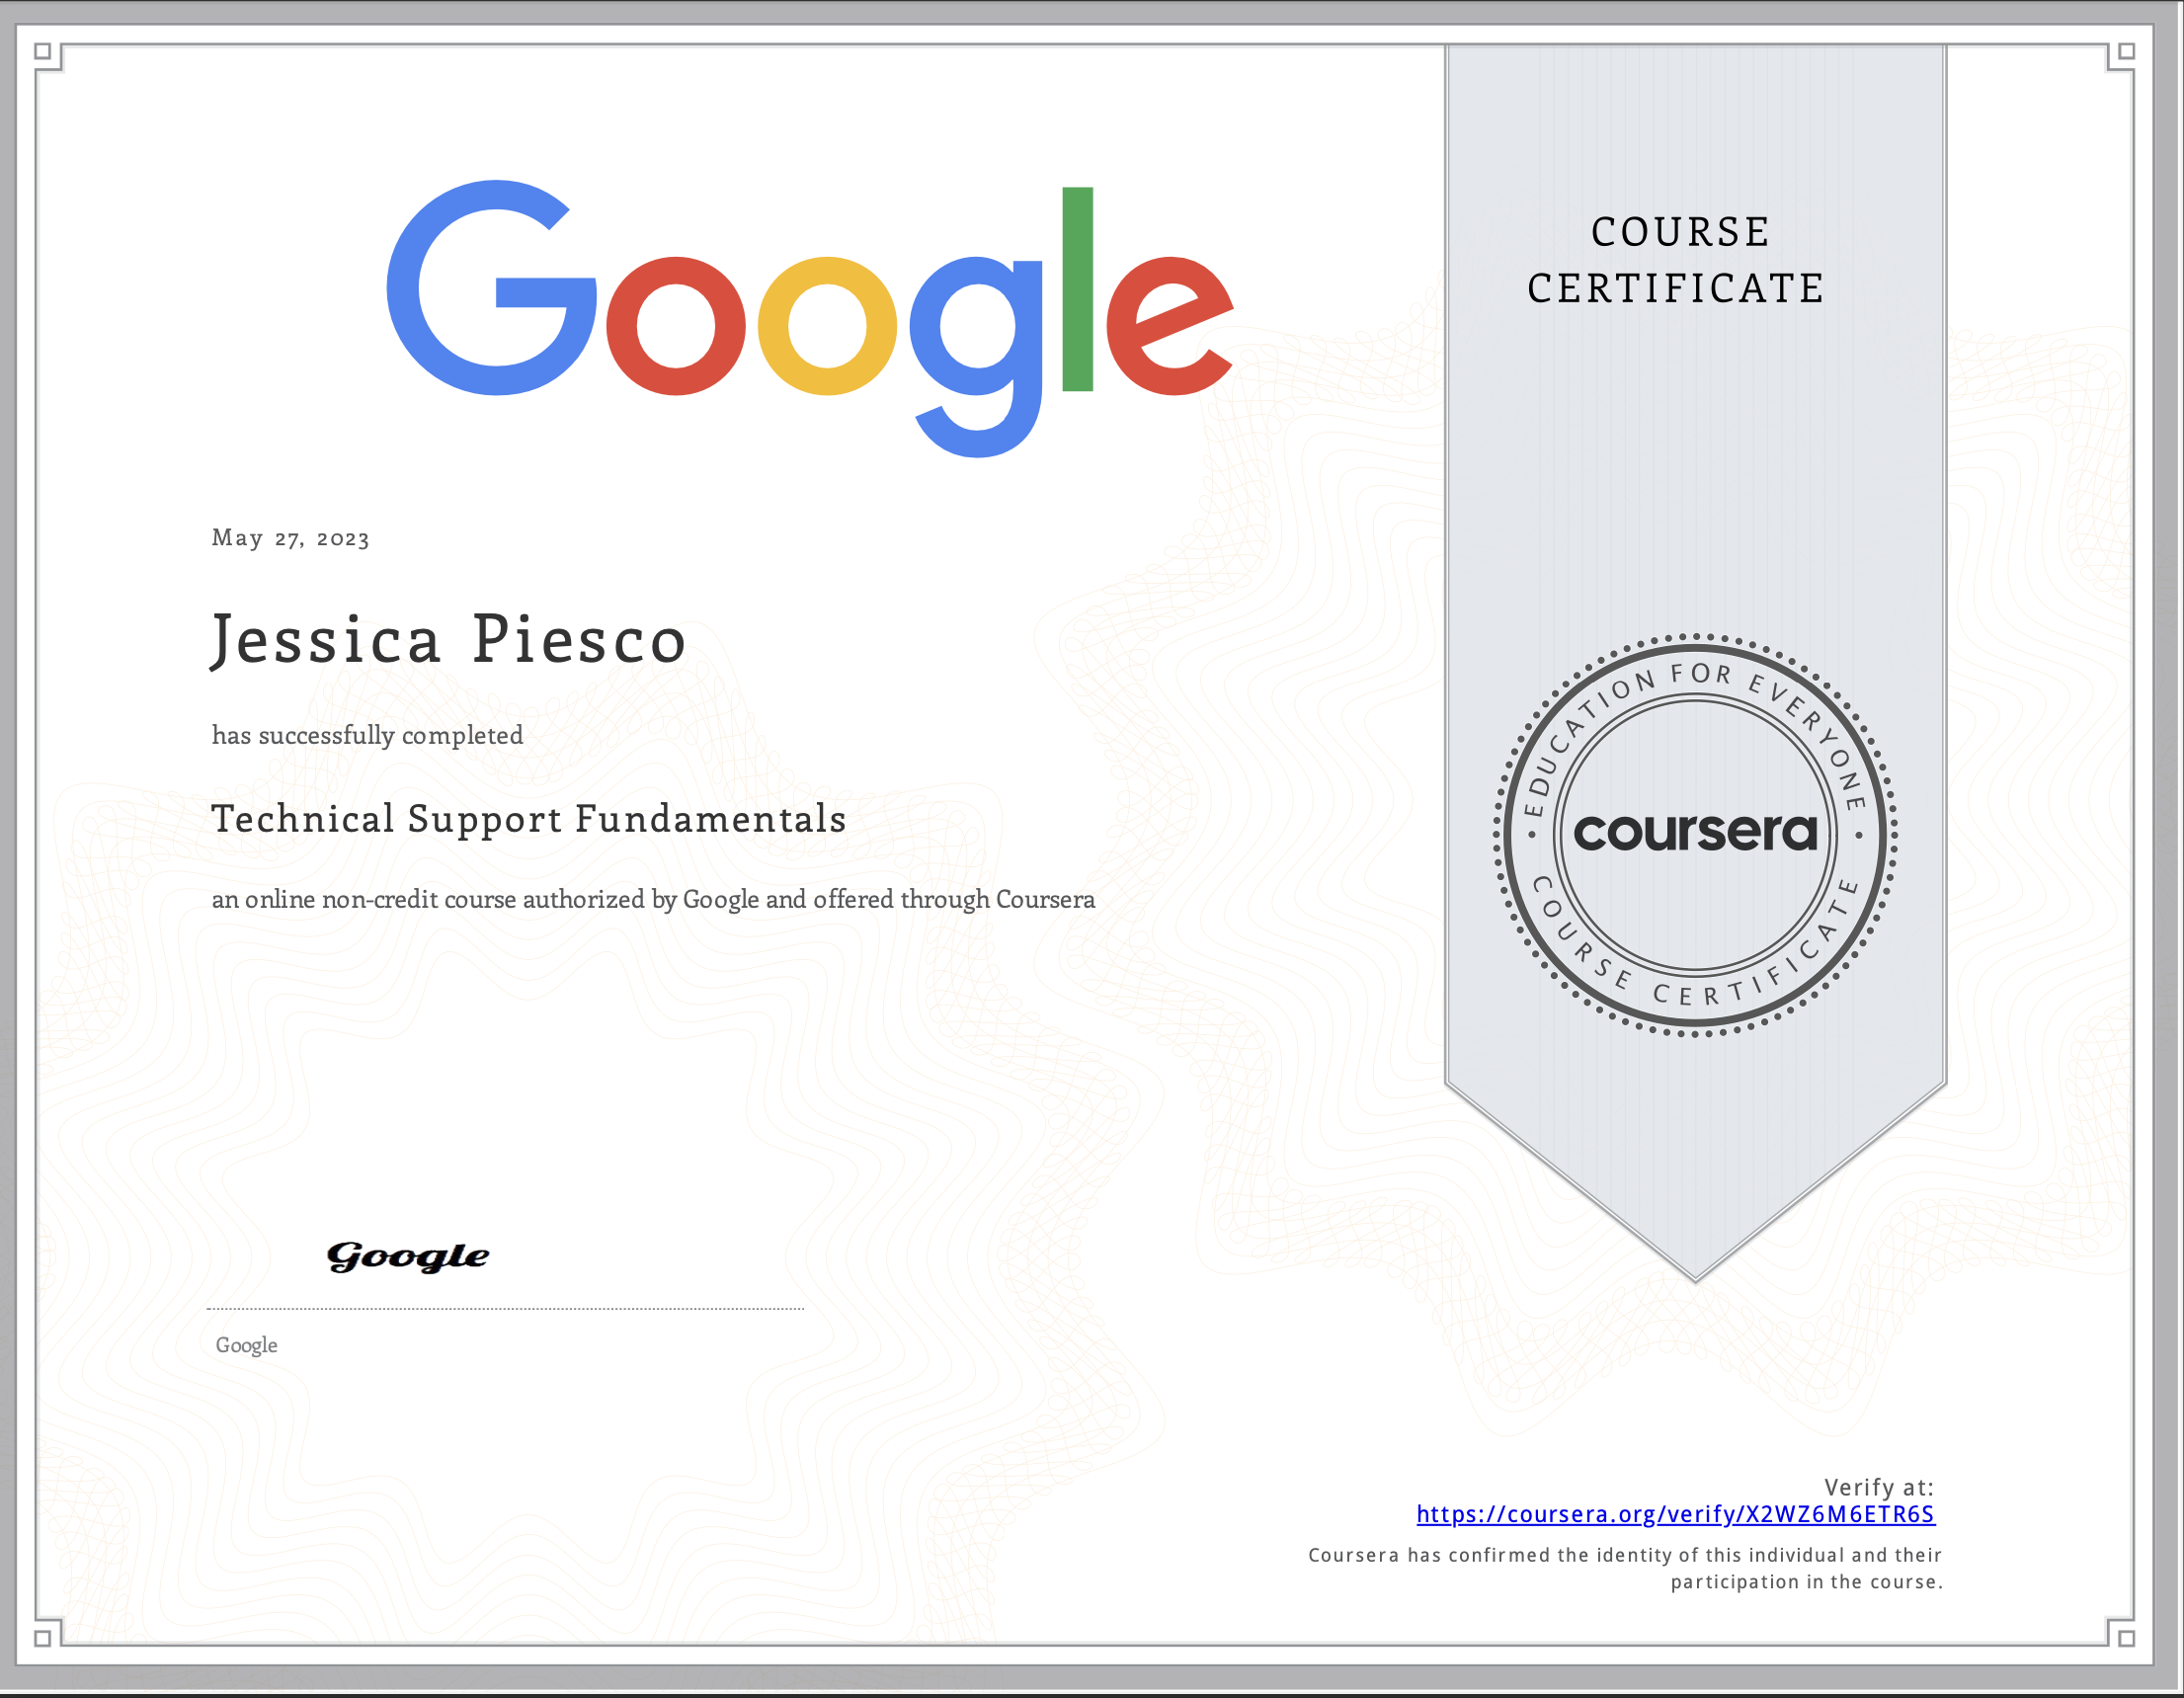 Google
COURSE
CERTIFICATE
May 27, 2023
Jessica Piesco
has successfully completed
Technical Support Fundamentals
an online non-credit course authorized by Google and offered through Coursera
EDUCATION FOR EVERYONE
coursera
COURSE CERTIFICATE
Google
Google
Verify at:
https://coursera.org/verify/X2WZ6M6ETR6S
Coursera has confirmed the identity of this individual and their
participation in the course.